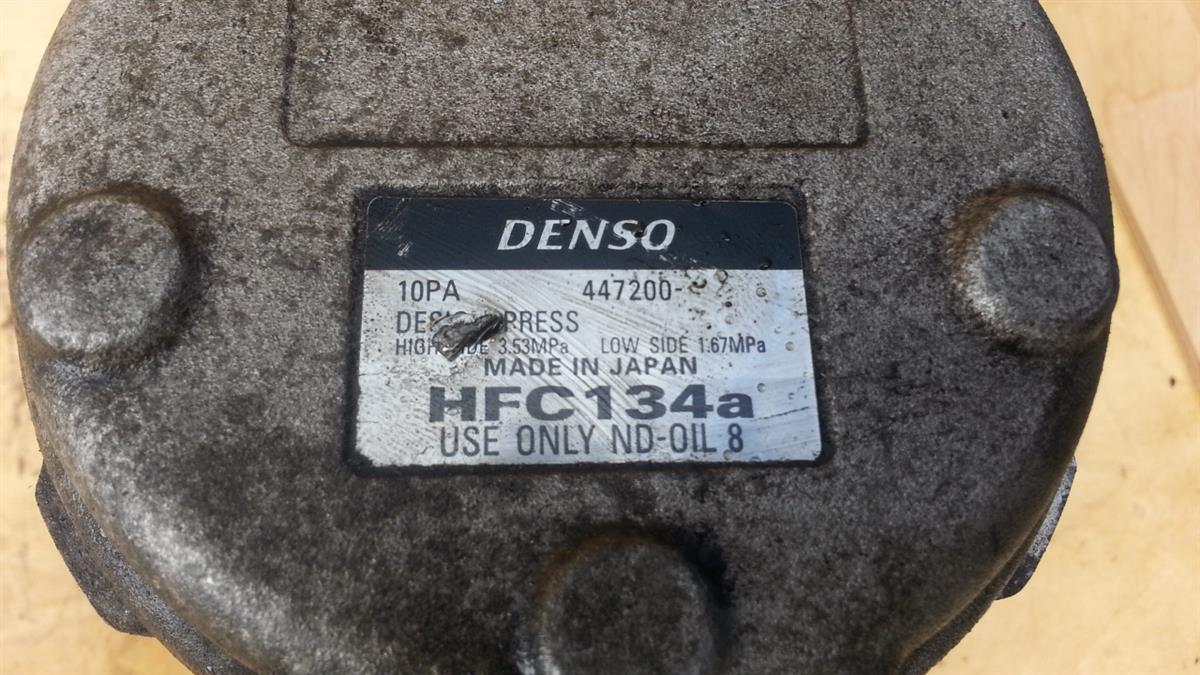 DENSO
10PA 447200-
PRESS
3.53MPa LOW SIDE 1.67MPa
MADE IN JAPAN
HFC134a
USE ONLY ND-OIL 8